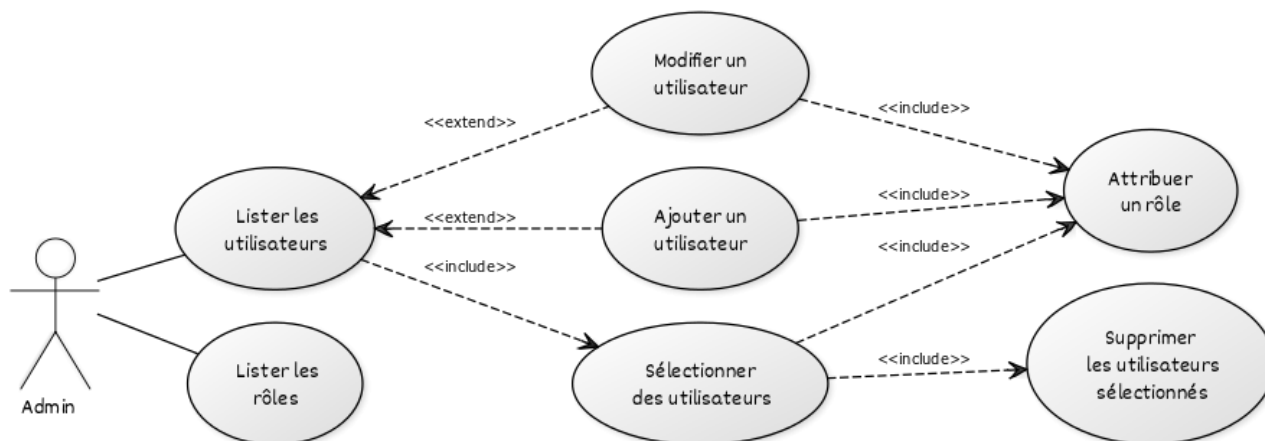 Modifier un
utilisateur
<<extend>>
<<include>>
Attribuer
un rôle
Lister les
utilisateurs
<<extend>>
Ajouter un
utilisateur
<<include>>
<<include>>
<<include>>
Supprimer
les utilisateurs
sélectionnés
Sélectionner
des utilisateurs
<<include>>
Lister les
rôles
Admin